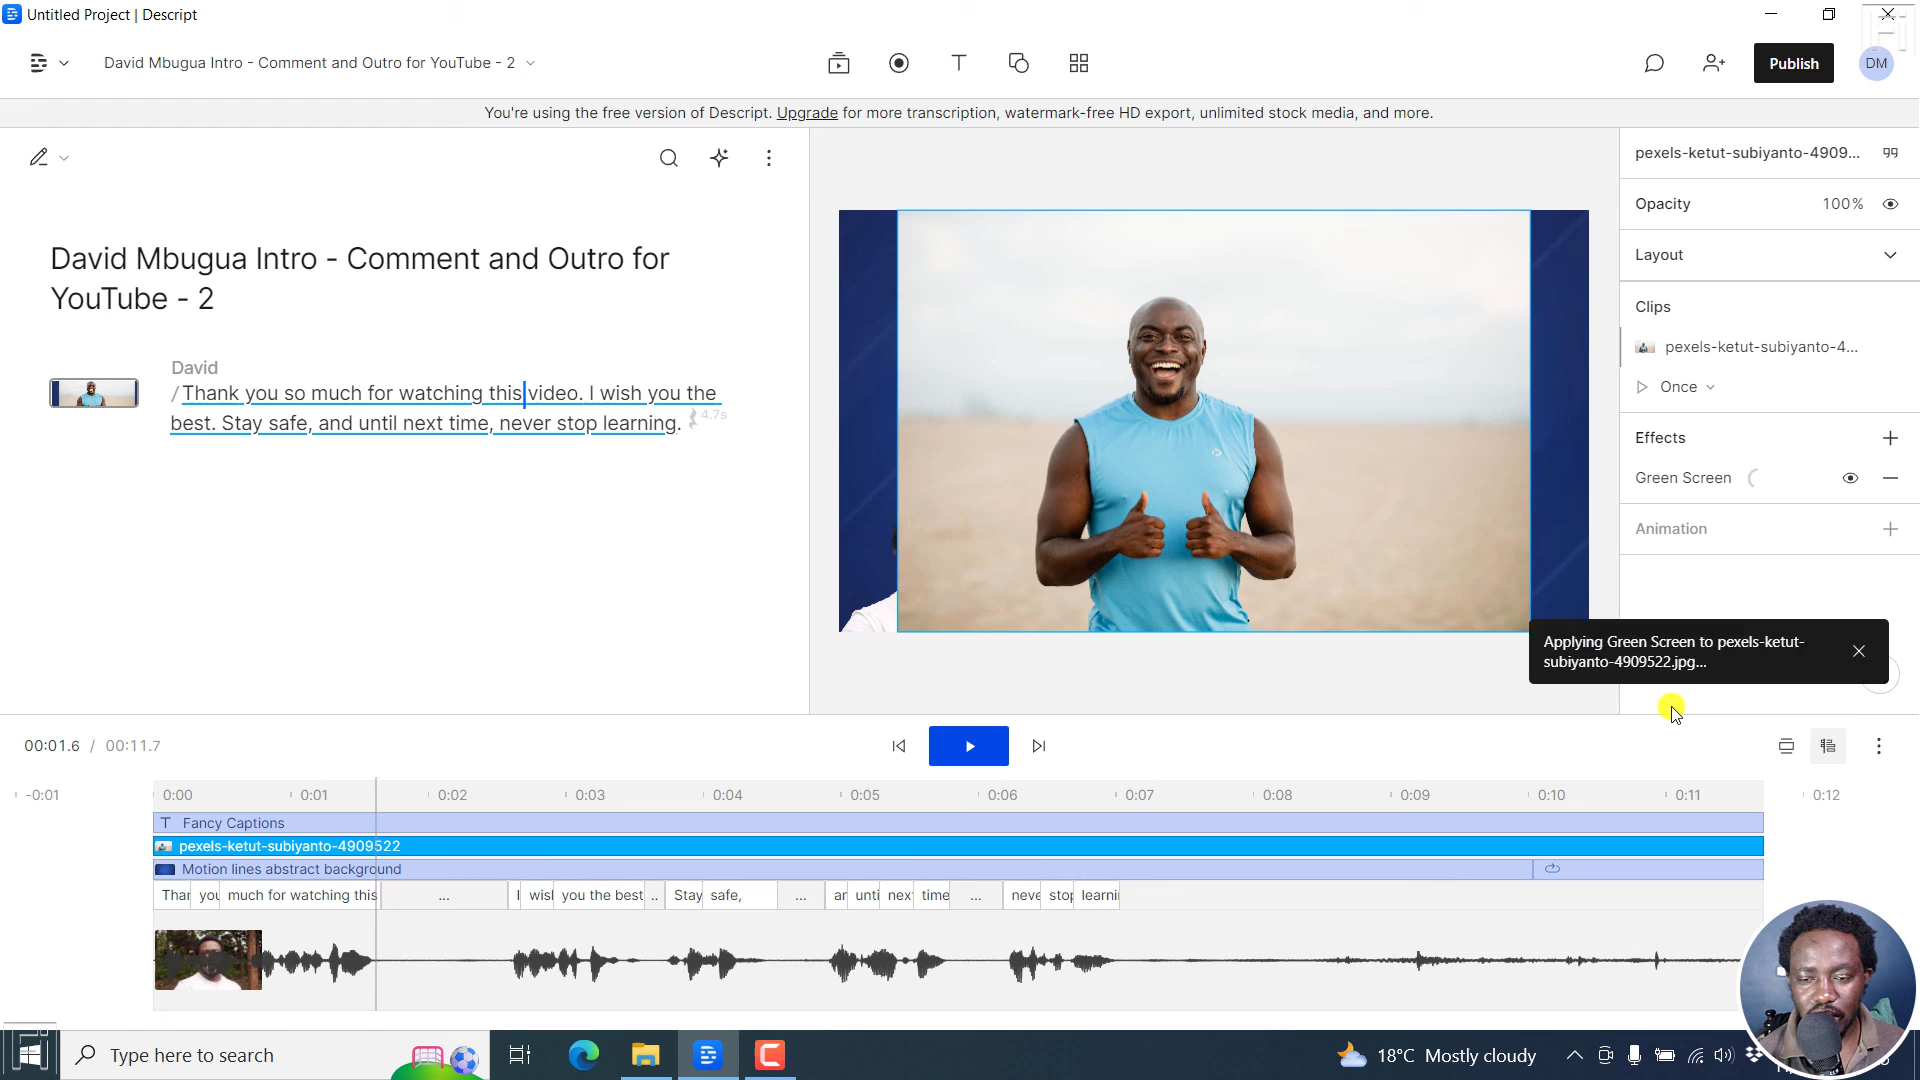 Untitled Project | Descript
David Mbugua Intro - Comment and Outro for YouTube - 2
Publish
DM
You're using the free version of Descript. Upgrade for more transcription, watermark-free HD export, unlimited stock media, and more.
David Mbugua Intro - Comment and Outro for
YouTube - 2
David
/ Thank you so much for watching this video. I wish you the
best. Stay safe, and until next time, never stop learning.
4.7s
pexels-ketut-subiyanto-4909...
Opacity
100%
Layout
Clips
pexels-ketut-subiyanto-4...
Once
Effects
Green Screen
Animation
Applying Green Screen to pexels-ketut-
subiyanto-4909522.jpg...
00:01.6 / 00:11.7
-0:01 0:00 0:01 0:02 0:03 0:04 0:05 0:06 0:07 0:08 0:09 0:10 0:11 0:12
Fancy Captions
pexels-ketut-subiyanto-4909522
Motion lines abstract background
Than you much for watching this ... I wish you the best .. Stay safe, ... an unti next time ... neve stop learnin
Type here to search
18°C Mostly cloudy